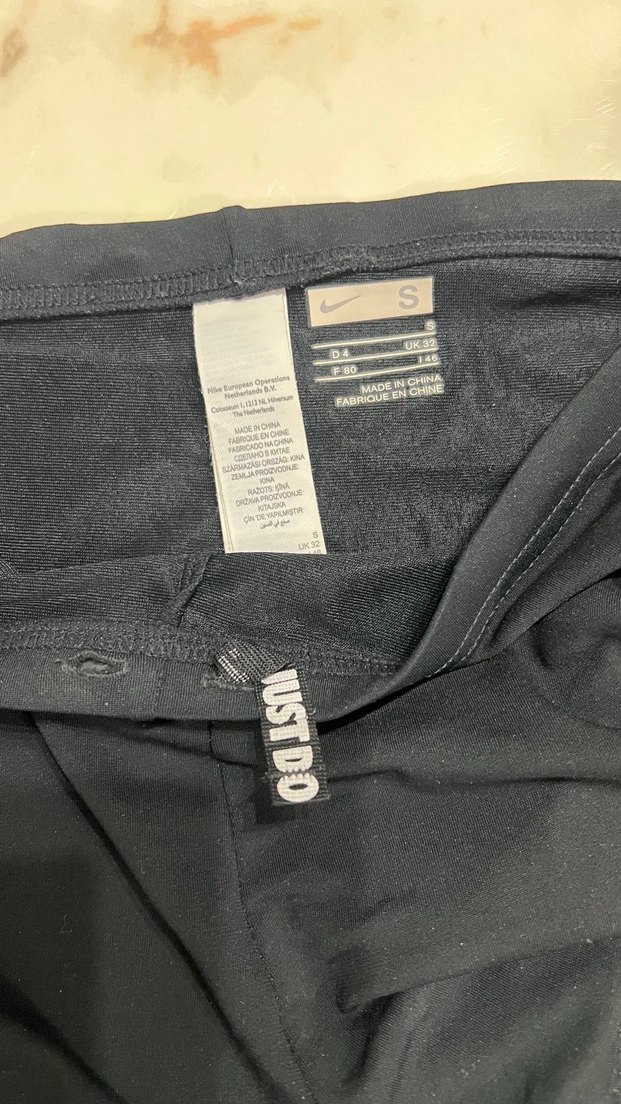 Nike European Operations
Netherlands B.V.
Colosseum 1, 1213 NL Hilversum
The Netherlands
MADE IN CHINA
FABRIQUE EN CHINE
FABRICADO NA CHINA
СДЕЛАНО В КИТАЕ
SZÁRMAZÁSI ORSZÁG: KÍNA
ZEMLJA PROIZVODNJE:
KINA
RAŽOTS: ĶĪNĀ
DRŽAVA PROIZVODNJE:
KITAJSKA
ÇİN 'DE YAPILMIŞTIR
صنع في الصين
S
UK 32
S
S
D 4 UK 32
F 80 I 46
MADE IN CHINA
FABRIQUE EN CHINE
JUST DO